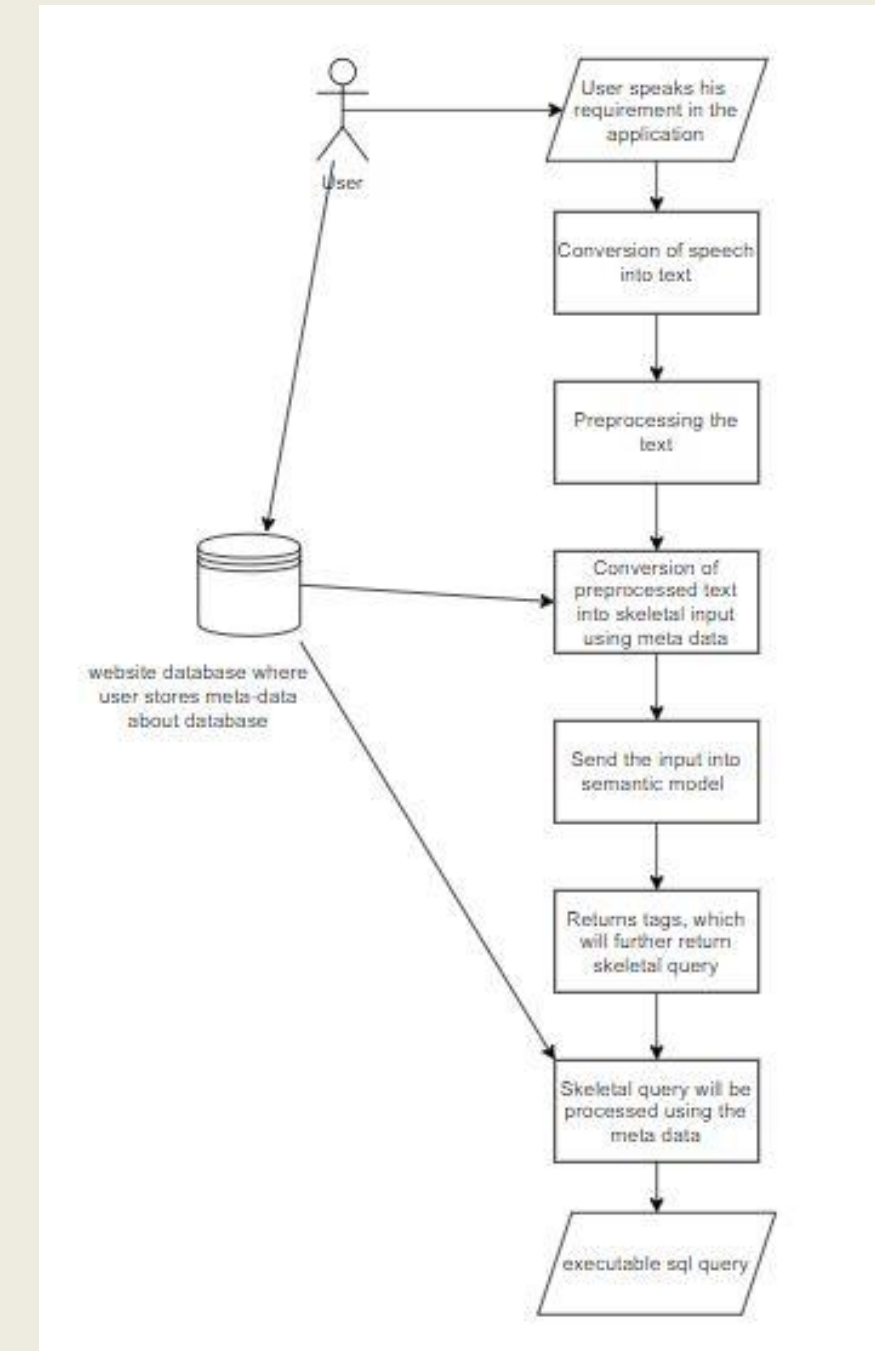 User speaks his
requirement in the
application
User
Conversion of speech
into text
Preprocessing the
text
Conversion of
preprocessed text
into skeletal input
using meta data
website database where
user stores meta-data
about database
Send the input into
semantic model
Returns tags, which
will further return
skeletal query
Skeletal query will be
processed using the
meta data
executable sql query